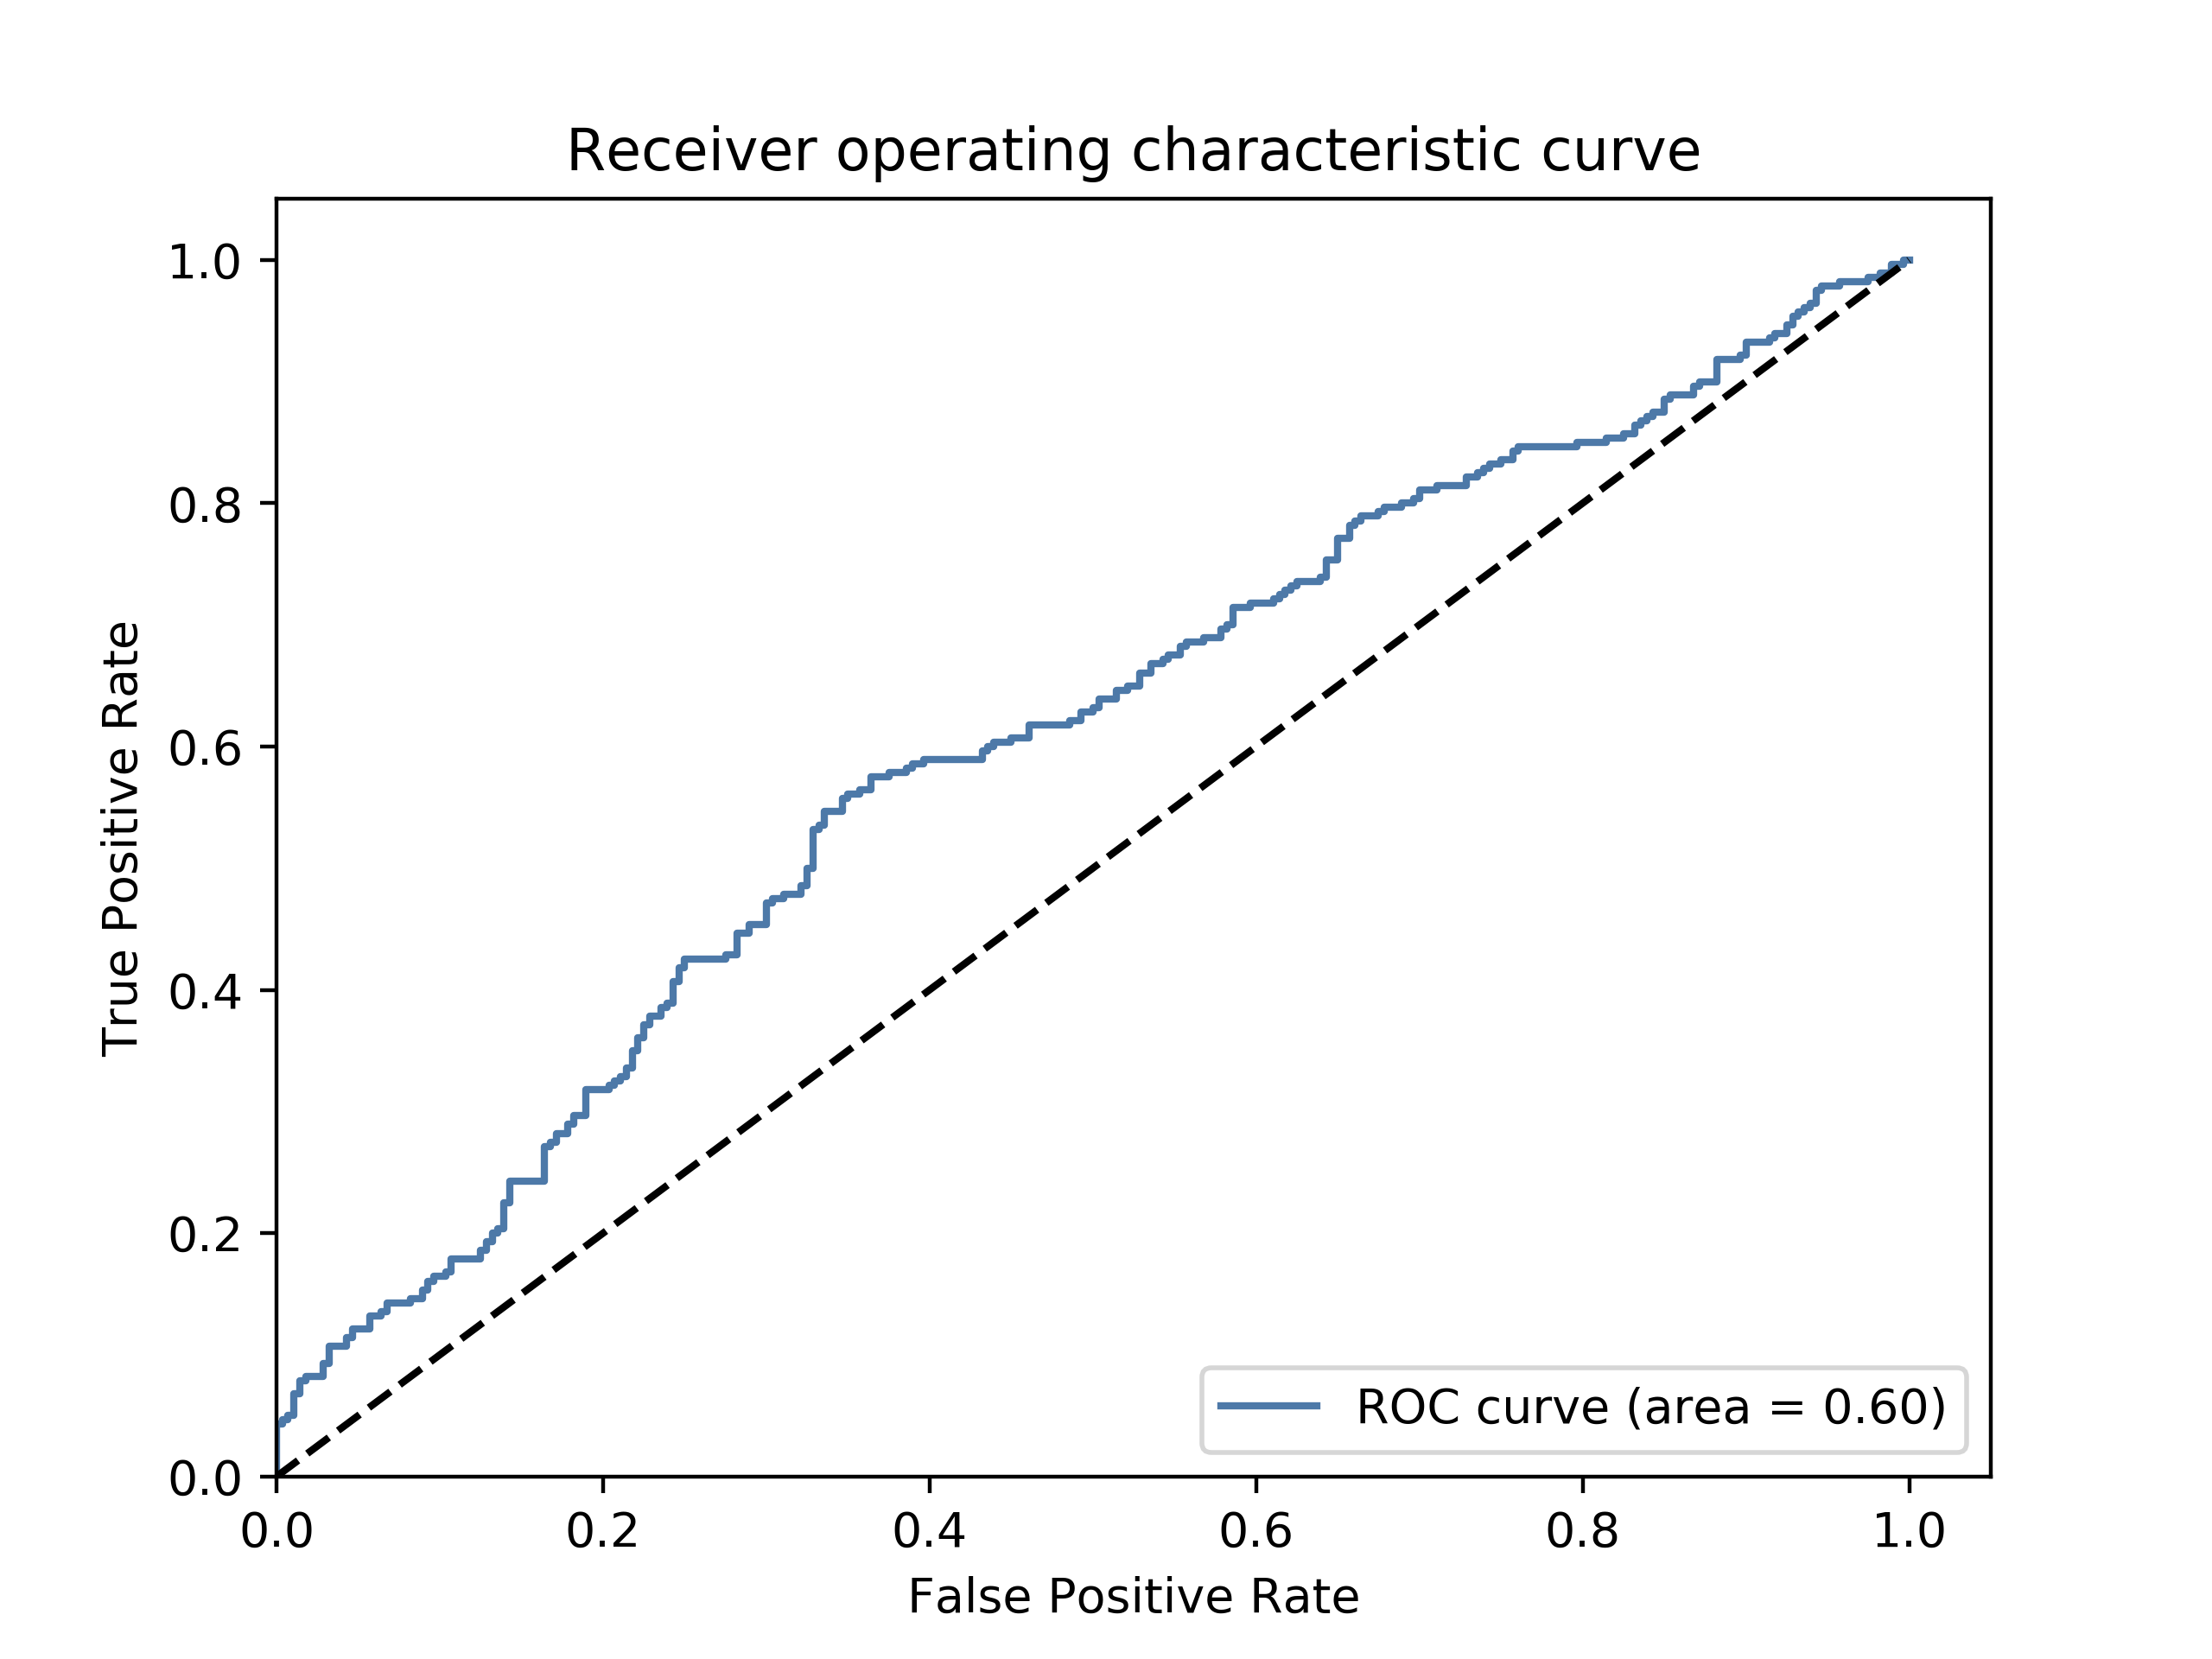 Receiver operating characteristic curve
1.0
0.8
0.6
0.4
0.2
0.0
True Positive Rate
ROC curve (area = 0.60)
0.0 0.2 0.4 0.6 0.8 1.0
False Positive Rate